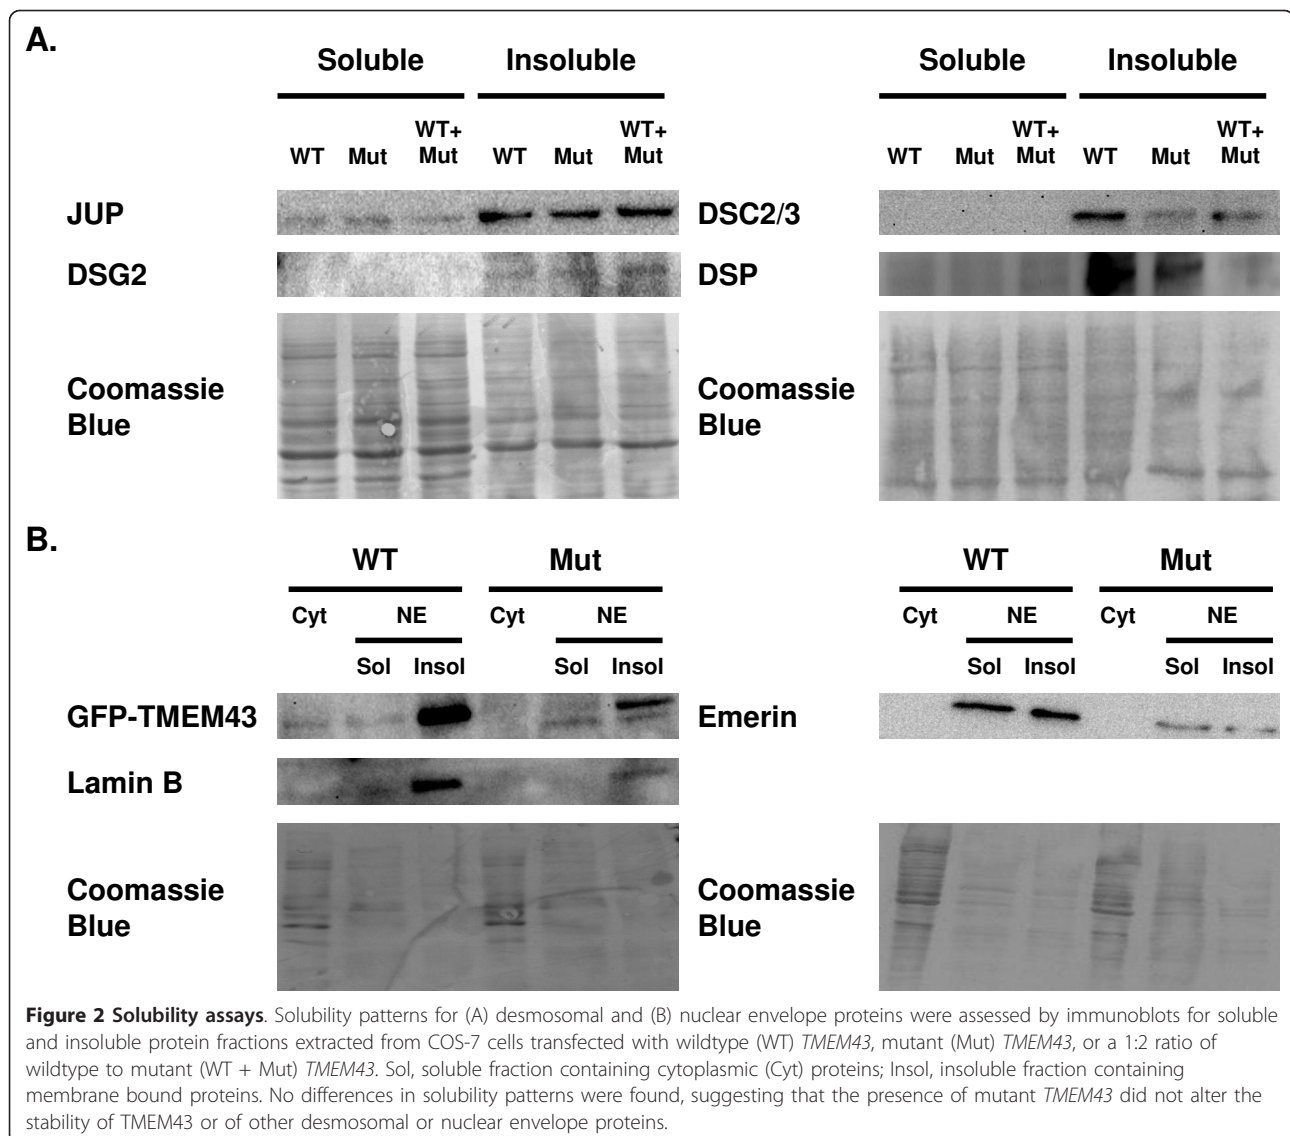 A.
Soluble Insoluble
WT Mut WT+ Mut WT Mut WT+ Mut
JUP
DSG2
Coomassie
Blue
Soluble Insoluble
WT Mut WT+ Mut WT Mut WT+ Mut
DSC2/3
DSP
Coomassie
Blue
B.
WT Mut
Cyt NE Cyt NE
Sol Insol Sol Insol
GFP-TMEM43
Lamin B
Coomassie
Blue
WT Mut
Cyt NE Cyt NE
Sol Insol Sol Insol
Emerin
Coomassie
Blue
Figure 2 Solubility assays. Solubility patterns for (A) desmosomal and (B) nuclear envelope proteins were assessed by immunoblots for soluble
and insoluble protein fractions extracted from COS-7 cells transfected with wildtype (WT) TMEM43, mutant (Mut) TMEM43, or a 1:2 ratio of
wildtype to mutant (WT + Mut) TMEM43. Sol, soluble fraction containing cytoplasmic (Cyt) proteins; Insol, insoluble fraction containing
membrane bound proteins. No differences in solubility patterns were found, suggesting that the presence of mutant TMEM43 did not alter the
stability of TMEM43 or of other desmosomal or nuclear envelope proteins.